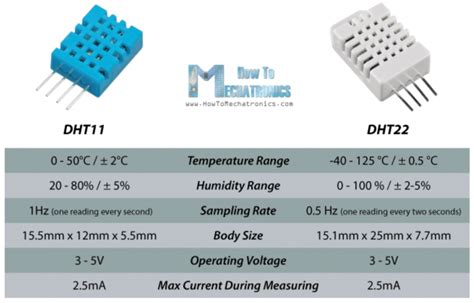 How To
MECHATRONICS
www.HowToMechatronics.com
DHT11 DHT22
0 - 50°C / ± 2°C Temperature Range -40 - 125 °C / ± 0.5 °C
20 - 80% / ± 5% Humidity Range 0 - 100 % / ± 2-5%
1Hz (one reading every second) Sampling Rate 0.5 Hz (one reading every two seconds)
15.5mm x 12mm x 5.5mm Body Size 15.1mm x 25mm x 7.7mm
3 - 5V Operating Voltage 3 - 5V
2.5mA Max Current During Measuring 2.5mA